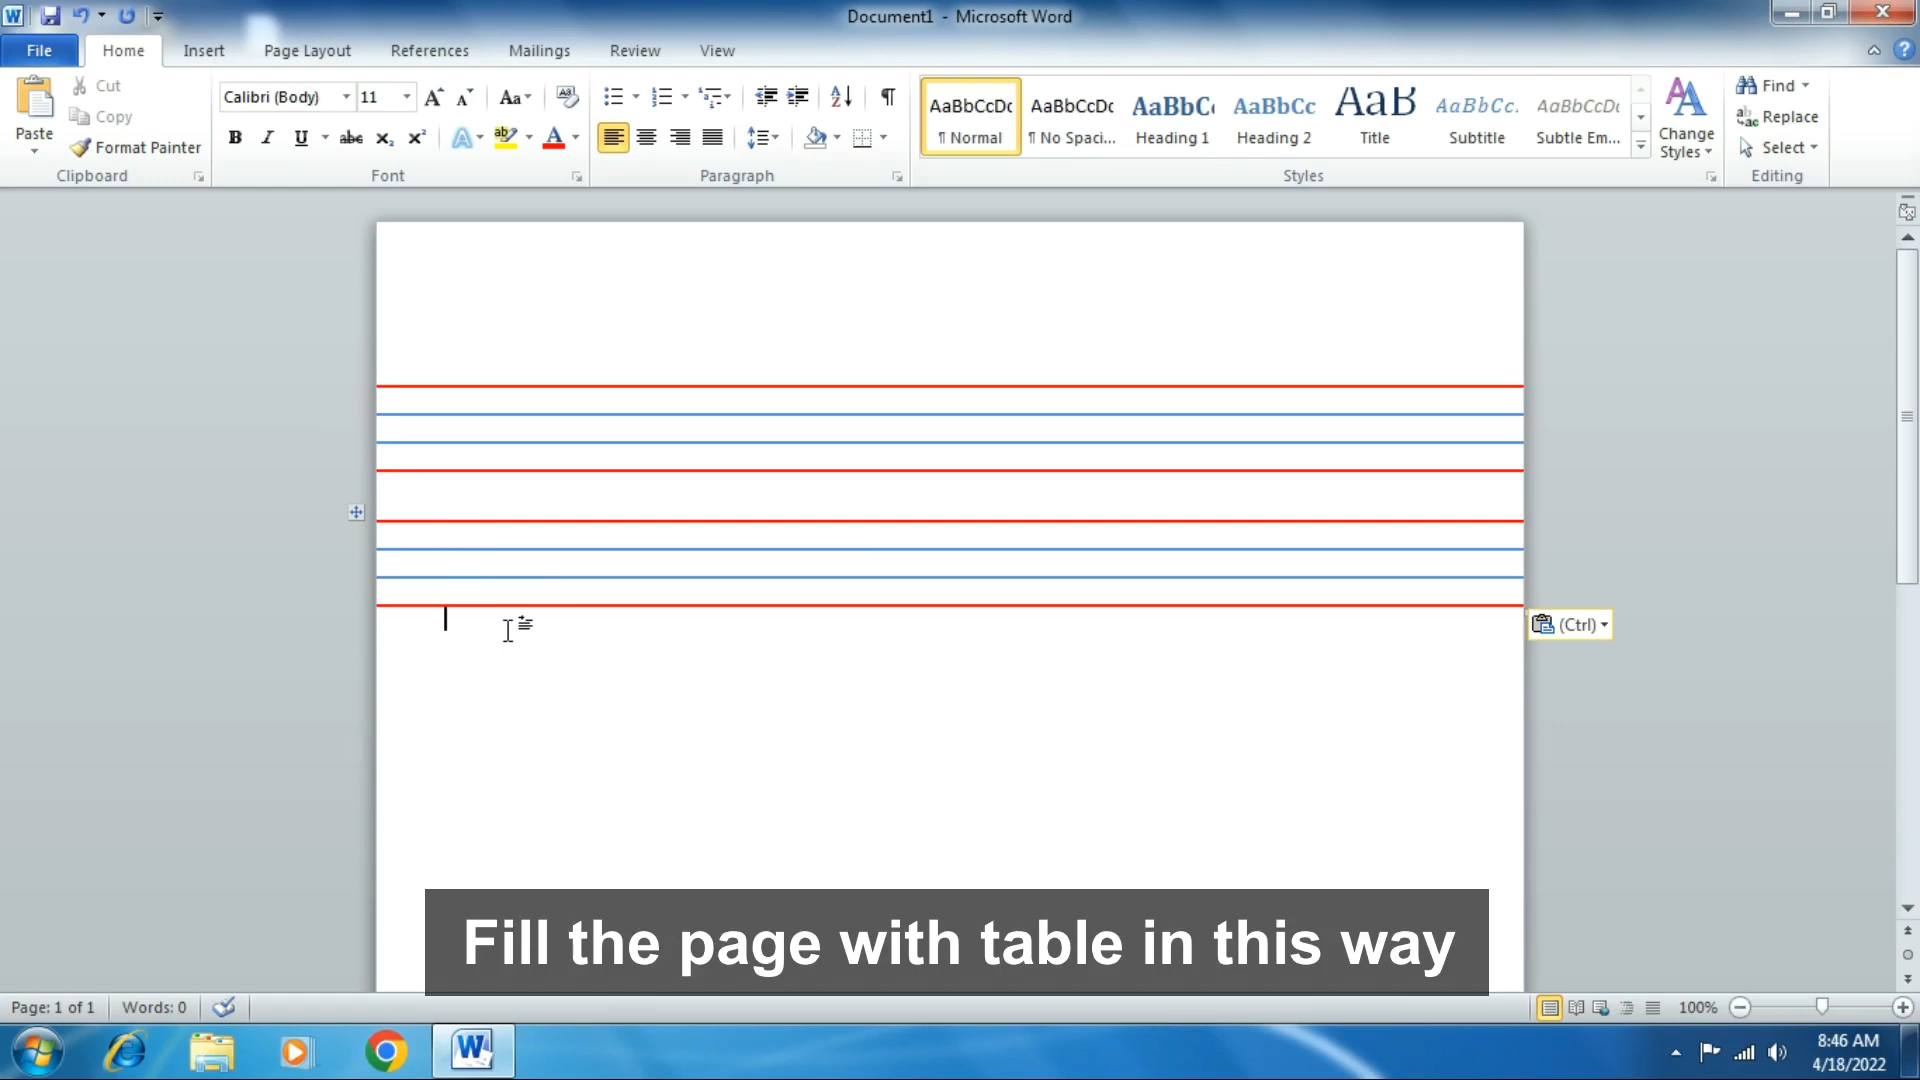 Document1 - Microsoft Word
File Home Insert Page Layout References Mailings Review View
Paste
Cut
Copy
Format Painter
Clipboard
Calibri (Body) 11
Font
Paragraph
AaBbCcDc AaBbCcDc AaBbC AaBbCc AaB AaBbCc. AaBbCcDc
¶ Normal ¶ No Spaci... Heading 1 Heading 2 Title Subtitle Subtle Em...
Styles
Change Styles
Find
Replace
Select
Editing
(Ctrl)
Fill the page with table in this way
Page: 1 of 1 Words: 0 100%
8:46 AM
4/18/2022